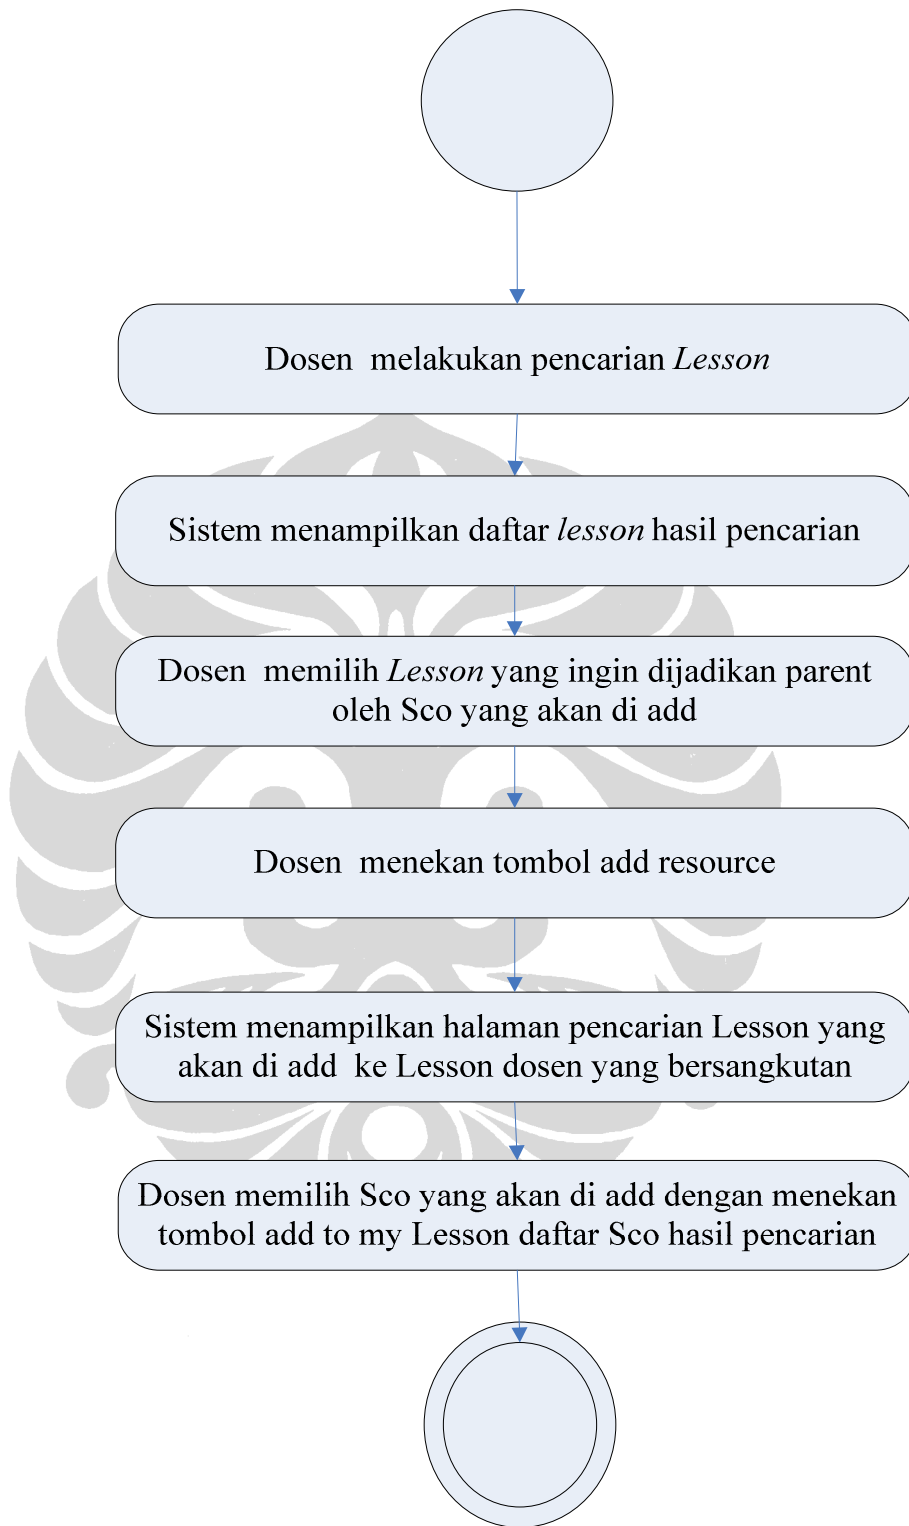 Dosen  melakukan pencarian Lesson
Sistem menampilkan daftar lesson hasil pencarian
Dosen  memilih Lesson yang ingin dijadikan parent
oleh Sco yang akan di add
Dosen  menekan tombol add resource
Sistem menampilkan halaman pencarian Lesson yang
akan di add  ke Lesson dosen yang bersangkutan
Dosen memilih Sco yang akan di add dengan menekan
tombol add to my Lesson daftar Sco hasil pencarian